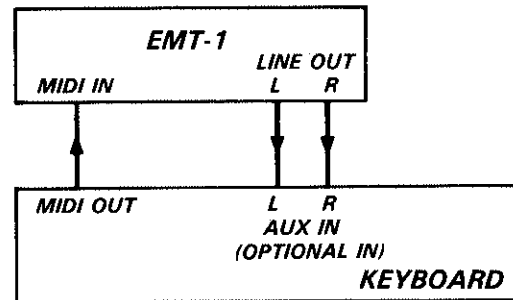 EMT-1
LINE OUT
MIDI IN L R
MIDI OUT L R
AUX IN
(OPTIONAL IN)
KEYBOARD